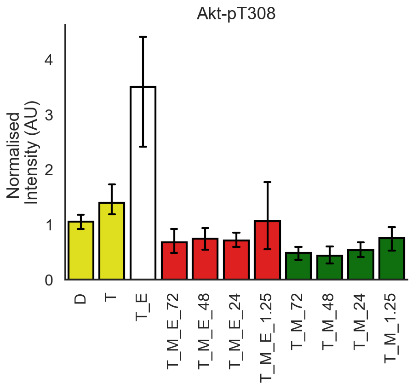 Akt-pT308
Normalised
Intensity (AU)
4
3
2
1
0
D
T
T_E
T_M_E_72
T_M_E_48
T_M_E_24
T_M_E_1.25
T_M_72
T_M_48
T_M_24
T_M_1.25